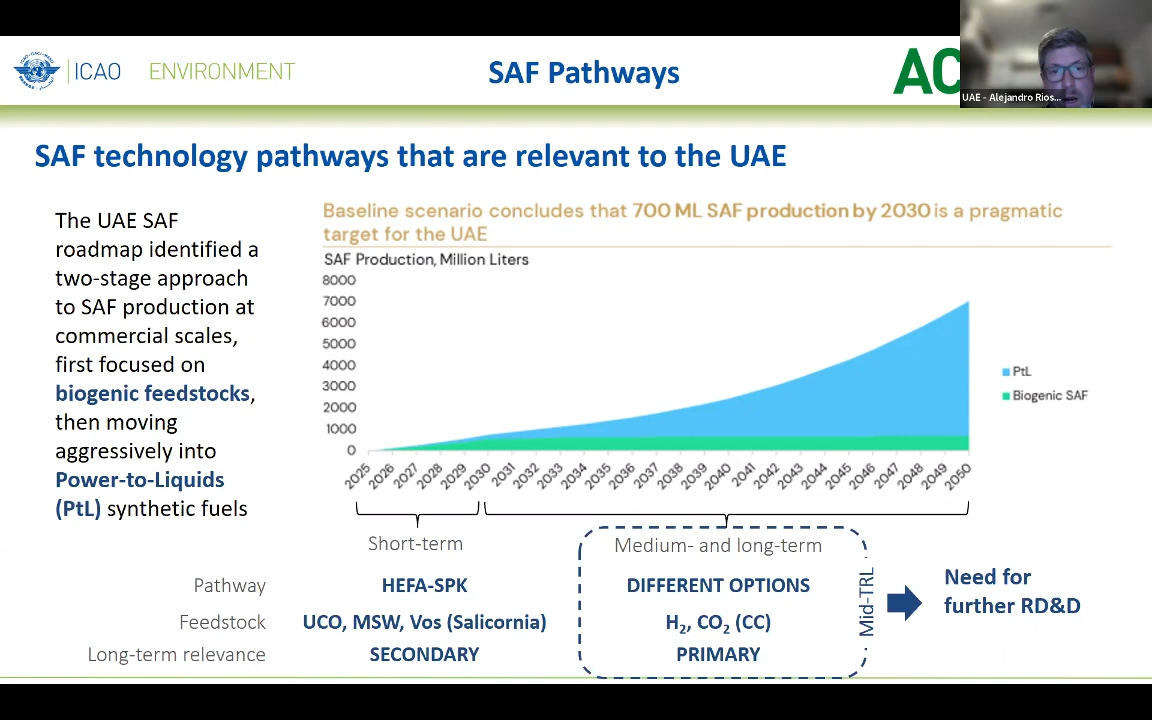 ICAO ENVIRONMENT
SAF Pathways
AC
UAE - Alejandro Rios...
SAF technology pathways that are relevant to the UAE
The UAE SAF
roadmap identified a
two-stage approach
to SAF production at
commercial scales,
first focused on
biogenic feedstocks,
then moving
aggressively into
Power-to-Liquids
(PtL) synthetic fuels
Baseline scenario concludes that 700 ML SAF production by 2030 is a pragmatic
target for the UAE
SAF Production, Million Liters
8000
7000
6000
5000
4000
3000
2000
1000
0
2025 2026 2027 2028 2029 2030 2031 2032 2033 2034 2035 2036 2037 2038 2039 2040 2041 2042 2043 2044 2045 2046 2047 2048 2049 2050
PtL
Biogenic SAF
Short-term Medium- and long-term
Pathway HEFA-SPK DIFFERENT OPTIONS
Feedstock UCO, MSW, Vos (Salicornia) H₂, CO₂ (CC)
Long-term relevance SECONDARY PRIMARY
Mid-TRL
Need for
further RD&D